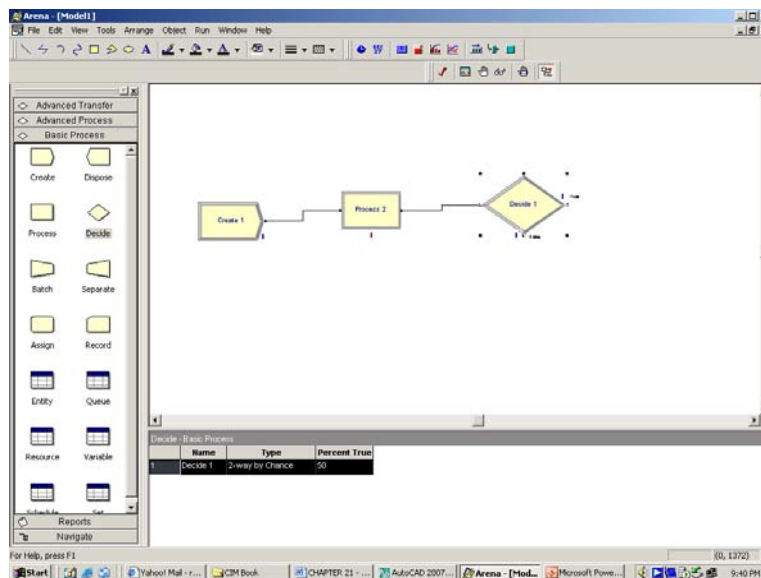 Arena - [Model1]
File Edit View Tools Arrange Object Run Window Help
Advanced Transfer
Advanced Process
Basic Process
Create Dispose
Process Decide
Batch Separate
Assign Record
Entity Queue
Resource Variable
Schedule Set
Reports
Navigate
Create 1
Process 2
Decide 1
True
False
Decide - Basic Process
Name Type Percent True
1 Decide 1 2-way by Chance 50
For Help, press F1
(0, 1372)
Start Yahoo! Mail - r... CIM Book CHAPTER 21 - ... AutoCAD 2007... Arena - [Mod... Microsoft Powe... 9:40 PM